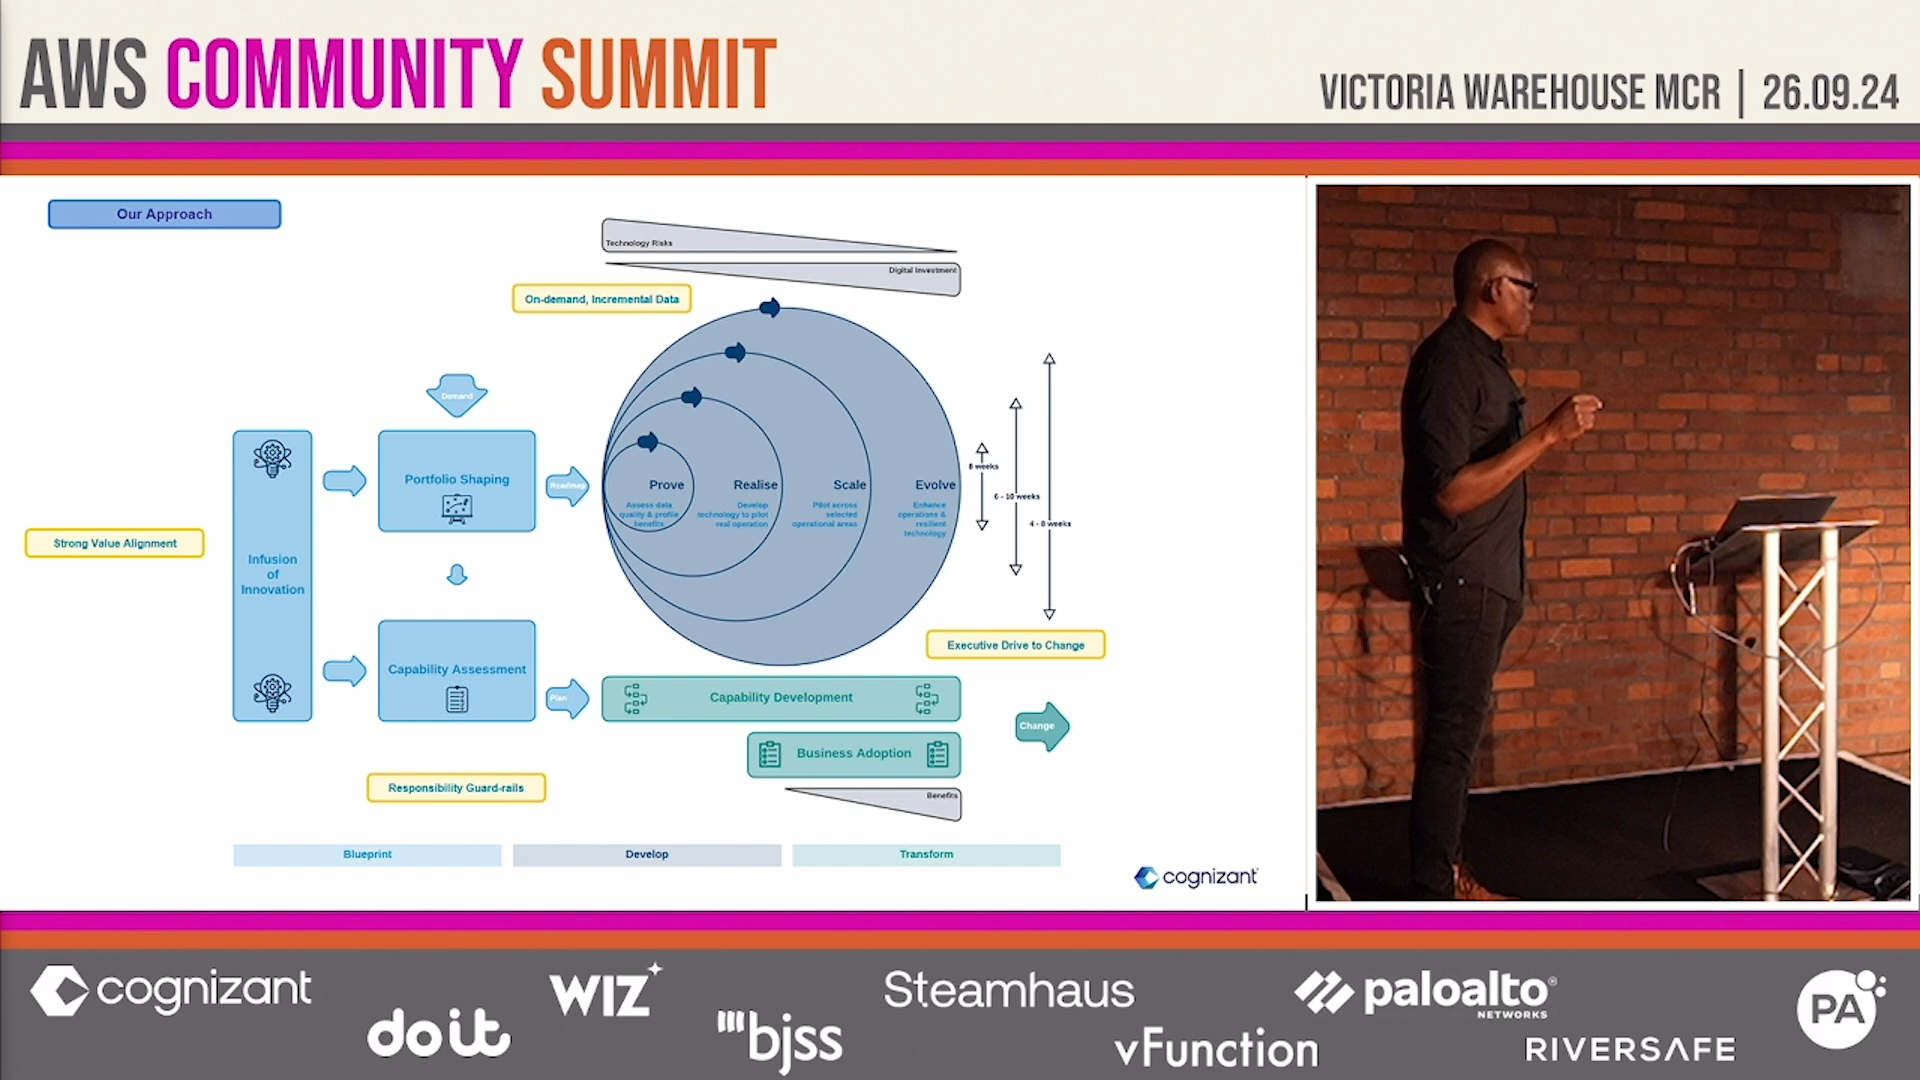 AWS COMMUNITY SUMMIT
VICTORIA WAREHOUSE MCR | 26.09.24
Our Approach
Technology Risks
Digital Investment
On-demand, Incremental Data
Demand
Portfolio Shaping
Roadmap
Prove
Assess data
quality & profile
benefits
Realise
Develop
technology to pilot
real operation
Scale
Pilot across
selected
operational areas
Evolve
Enhance
operations &
resilient
technology
8 weeks
6 - 10 weeks
4 - 8 weeks
Strong Value Alignment
Infusion
of
Innovation
Executive Drive to Change
Capability Assessment
Plan
Capability Development
Change
Business Adoption
Responsibility Guard-rails
Benefits
Blueprint
Develop
Transform
cognizant
cognizant
doit
WIZ
bjss
Steamhaus
vFunction
paloalto®
NETWORKS
RIVERSAFE
PA